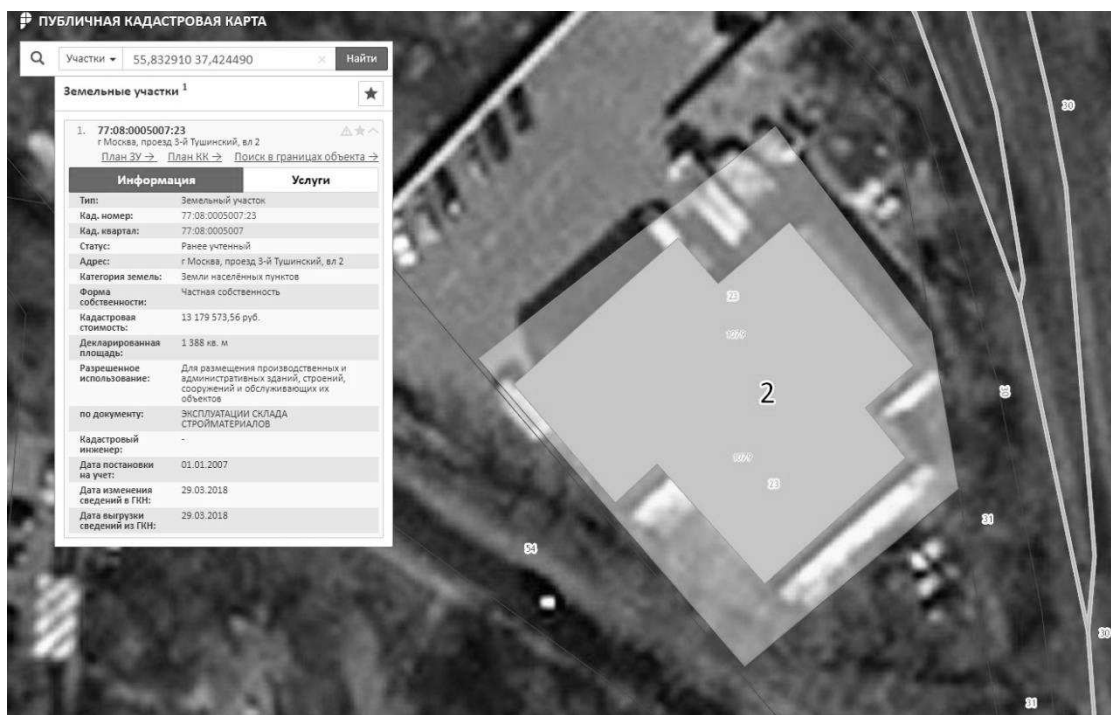 ПУБЛИЧНАЯ КАДАСТРОВАЯ КАРТА
Участки 55,832910 37,424490 × Найти
Земельные участки 1
1. 77:08:0005007:23
г Москва, проезд 3-й Тушинский, вл 2
План ЗУ → План КК → Поиск в границах объекта →
Информация Услуги
Тип: Земельный участок
Кад. номер: 77:08:0005007:23
Кад. квартал: 77:08:0005007
Статус: Ранее учтенный
Адрес: г Москва, проезд 3-й Тушинский, вл 2
Категория земель: Земли населённых пунктов
Форма Частная собственность
собственности:
Кадастровая 13 179 573,56 руб.
стоимость:
Декларированная 1 388 кв. м
площадь:
Разрешенное Для размещения производственных и
использование: административных зданий, строений,
сооружений и обслуживающих их
объектов
по документу: ЭКСПЛУАТАЦИИ СКЛАДА
СТРОЙМАТЕРИАЛОВ
Кадастровый -
инженер:
Дата постановки 01.01.2007
на учет:
Дата изменения 29.03.2018
сведений в ГКН:
Дата выгрузки 29.03.2018
сведений из ГКН:
30
23
2
23
31
54
30
31